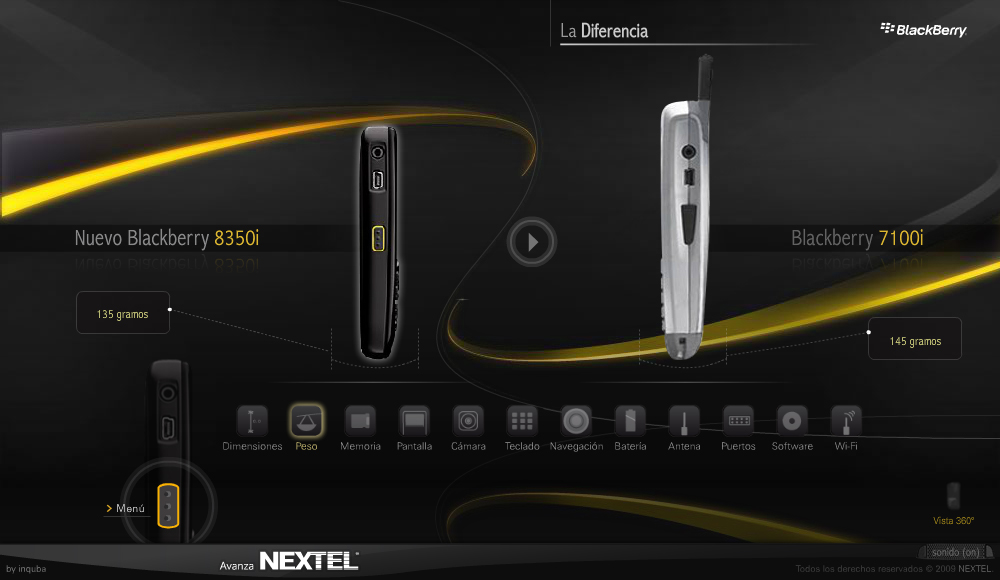 La Diferencia
BlackBerry
Nuevo Blackberry 8350i
Blackberry 7100i
135 gramos
145 gramos
Dimensiones Peso Memoria Pantalla Cámara Teclado Navegación Batería Antena Puertos Software Wi-Fi
> Menú
Vista 360°
sonido (on)
by inquba
Avanza NEXTEL
Todos los derechos reservados © 2009 NEXTEL.